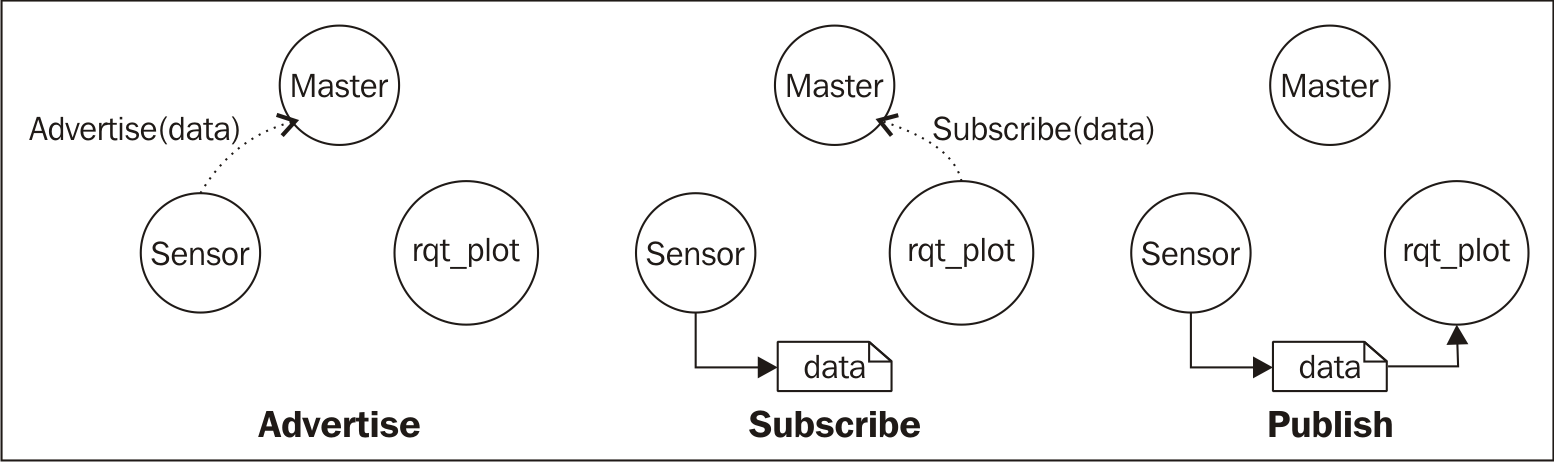 Master
Advertise(data)
Sensor
rqt_plot
Advertise
Master
Subscribe(data)
Sensor
rqt_plot
data
Subscribe
Master
Sensor
rqt_plot
data
Publish